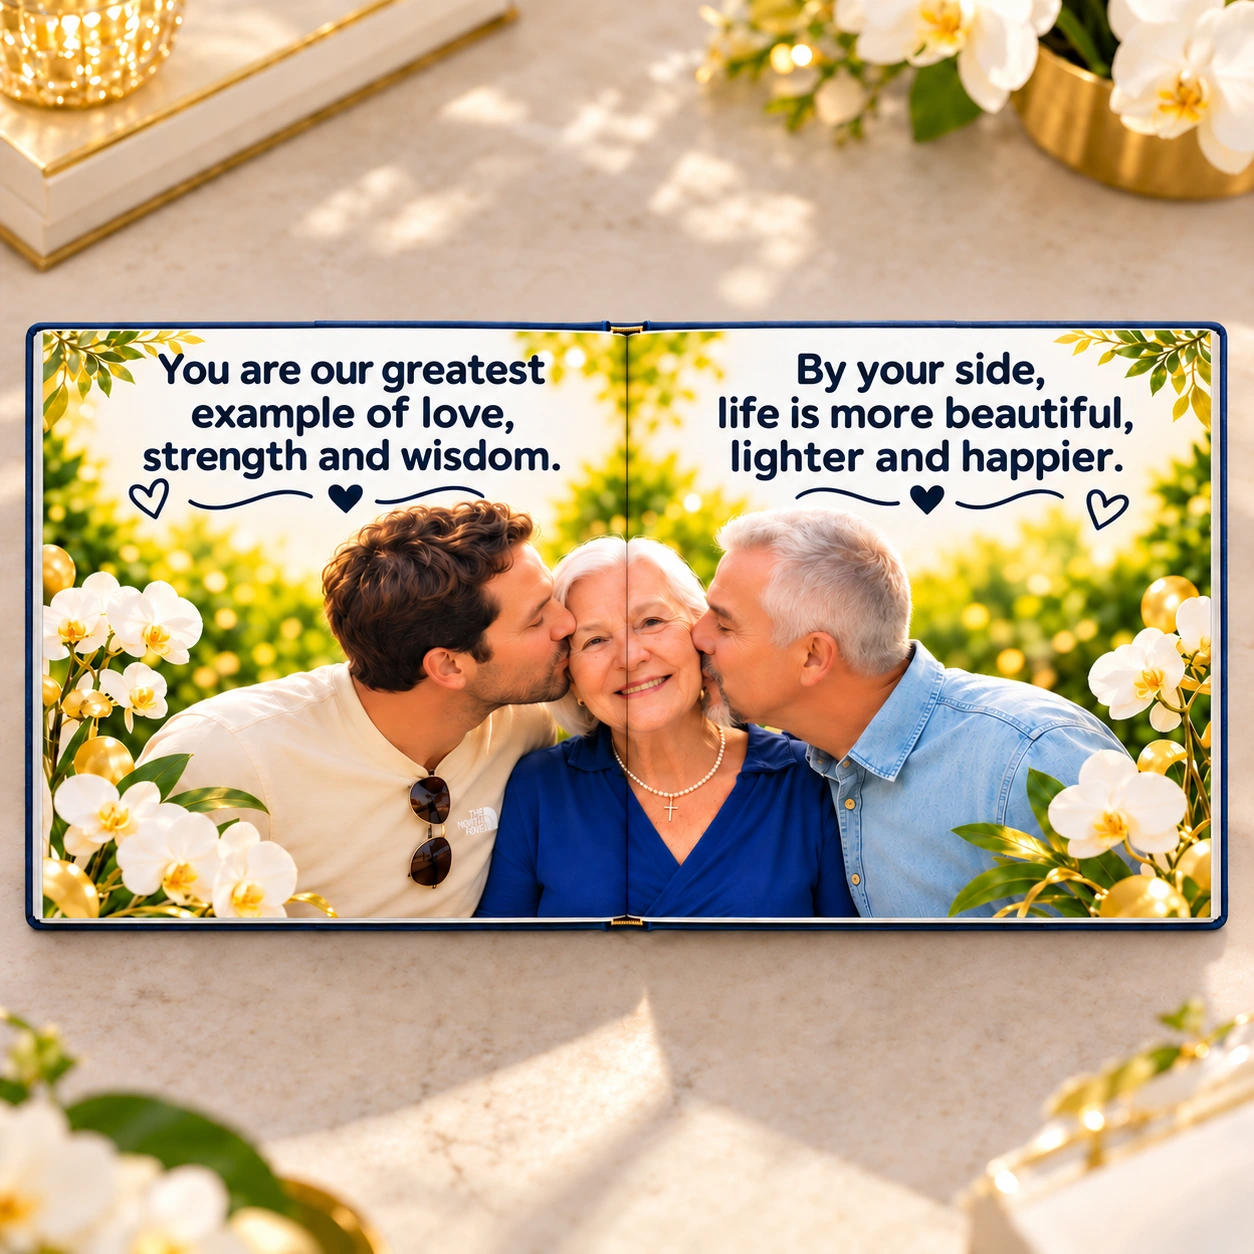 You are our greatest
example of love,
strength and wisdom.
By your side,
life is more beautiful,
lighter and happier.
THE
NORTH
FACE